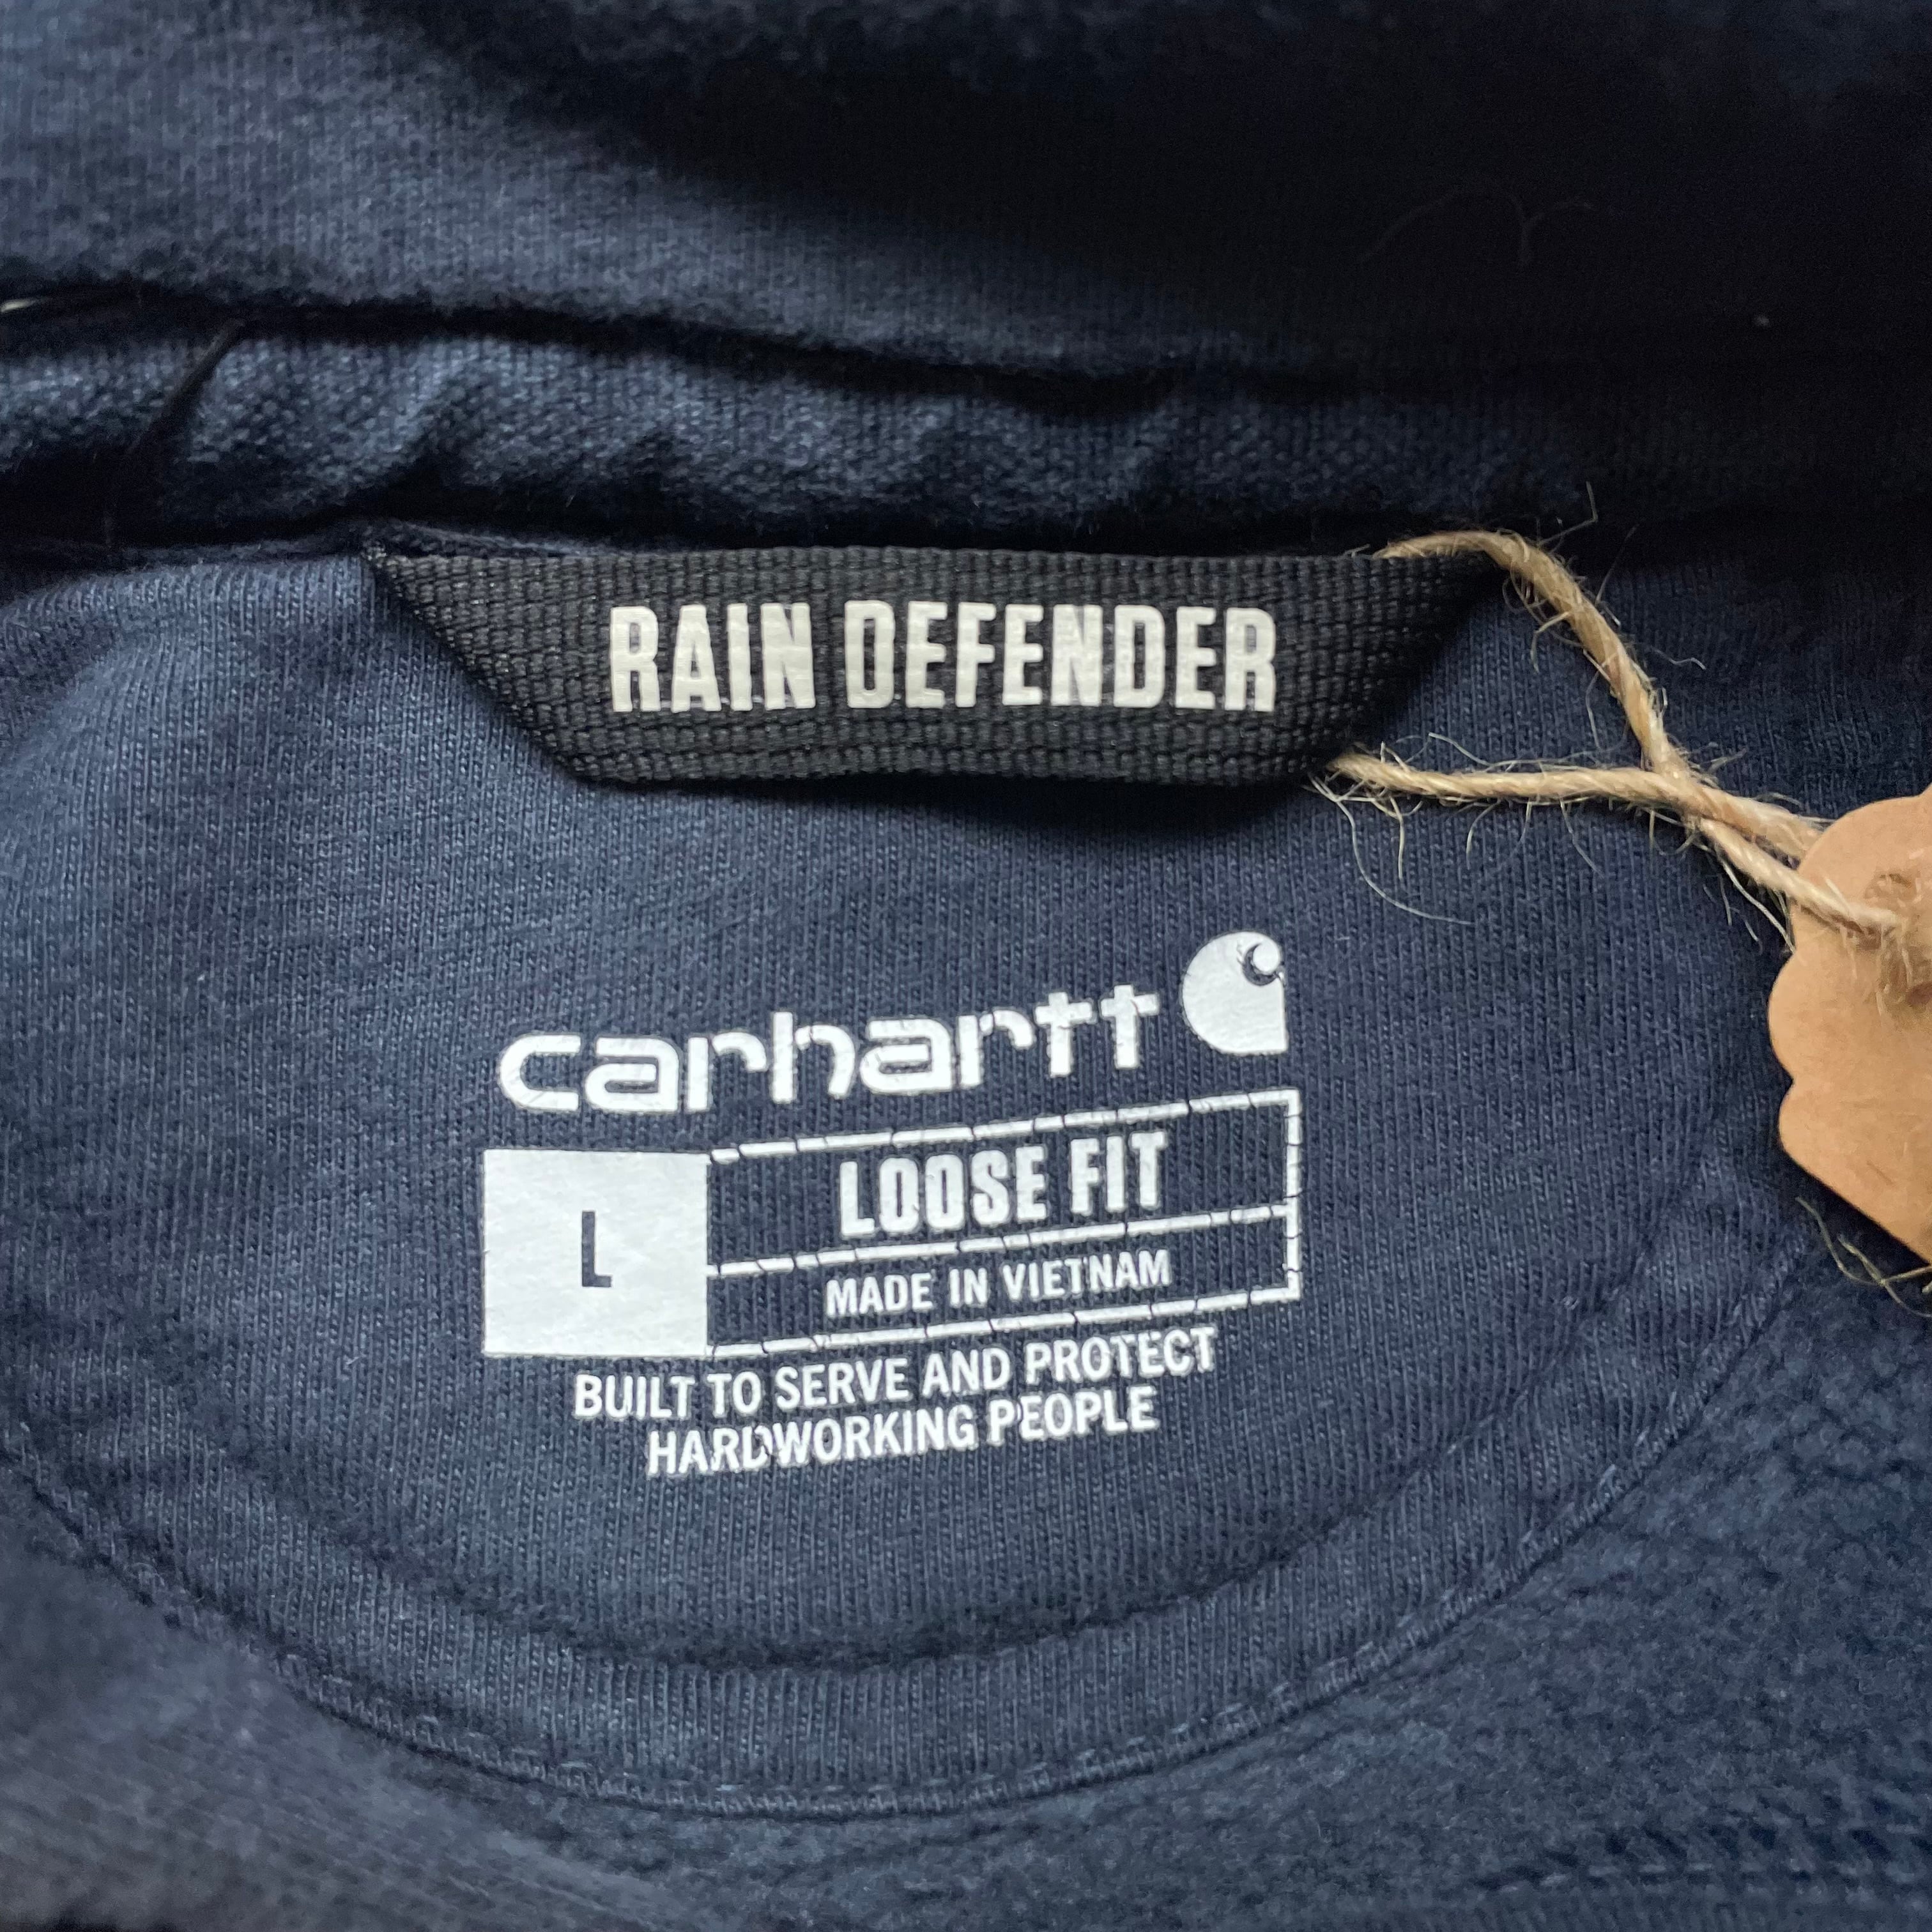 RAIN DEFENDER
carhartt
LOOSE FIT
L
MADE IN VIETNAM
BUILT TO SERVE AND PROTECT
HARDWORKING PEOPLE